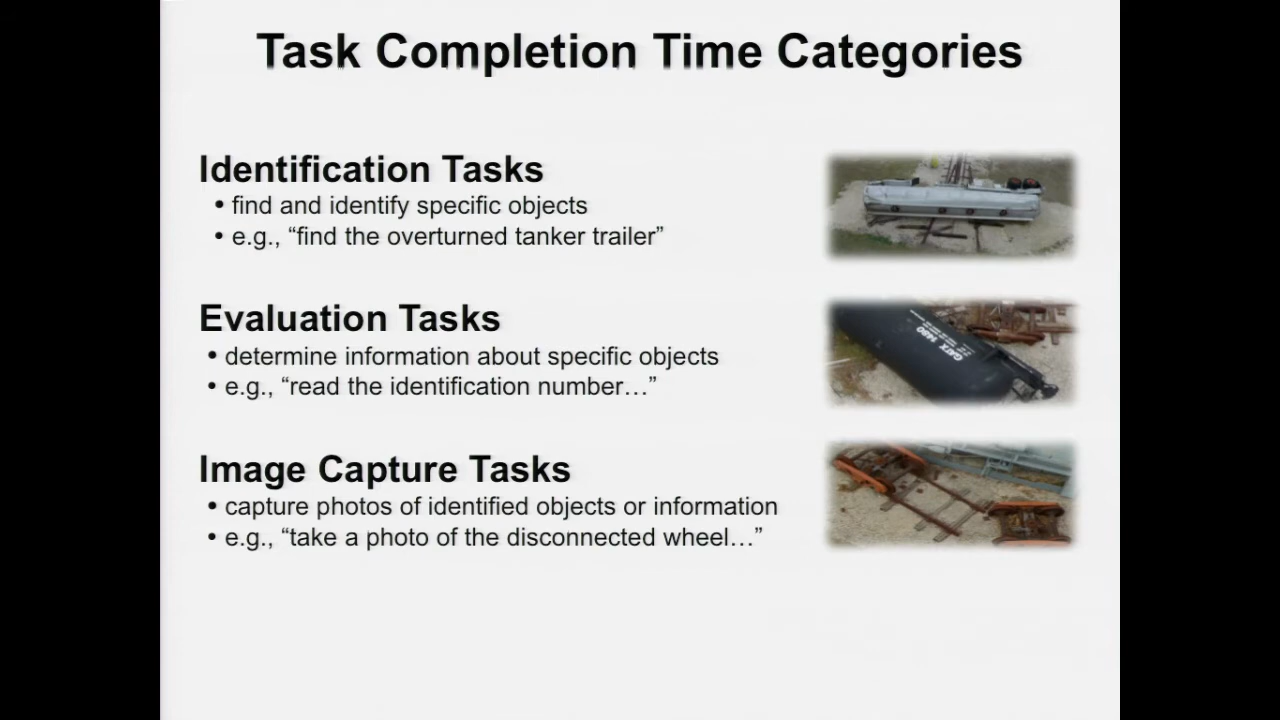 Task Completion Time Categories
Identification Tasks
• find and identify specific objects
• e.g., “find the overturned tanker trailer”
Evaluation Tasks
• determine information about specific objects
• e.g., “read the identification number…”
GATX 1480
Image Capture Tasks
• capture photos of identified objects or information
• e.g., “take a photo of the disconnected wheel…”